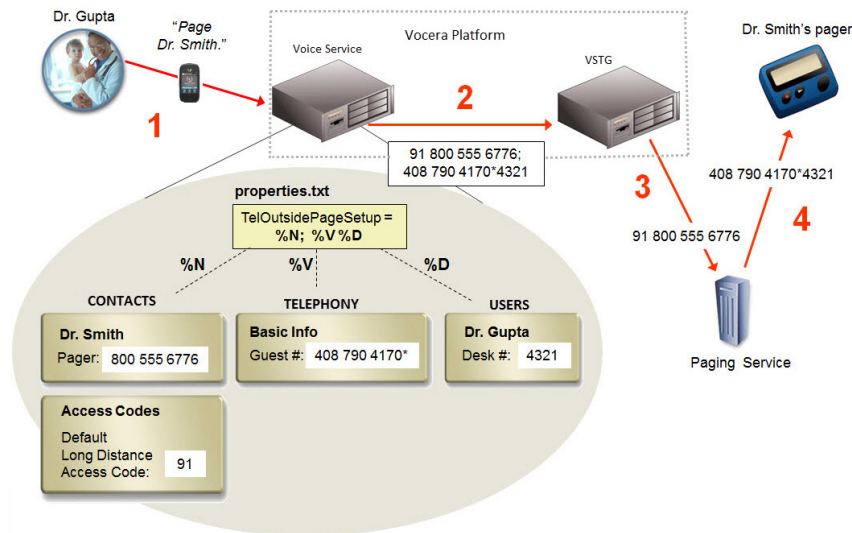 Dr. Gupta
“Page
Dr. Smith.”
1
Vocera Platform
Voice Service
2
VSTG
Dr. Smith’s pager
91 800 555 6776;
408 790 4170*4321
3
91 800 555 6776
408 790 4170*4321
4
Paging Service
properties.txt
TelOutsidePageSetup =
%N; %V %D
%N
%V
%D
CONTACTS
TELEPHONY
USERS
Dr. Smith
Pager: 800 555 6776
Basic Info
Guest #: 408 790 4170*
Dr. Gupta
Desk #: 4321
Access Codes
Default
Long Distance
Access Code: 91